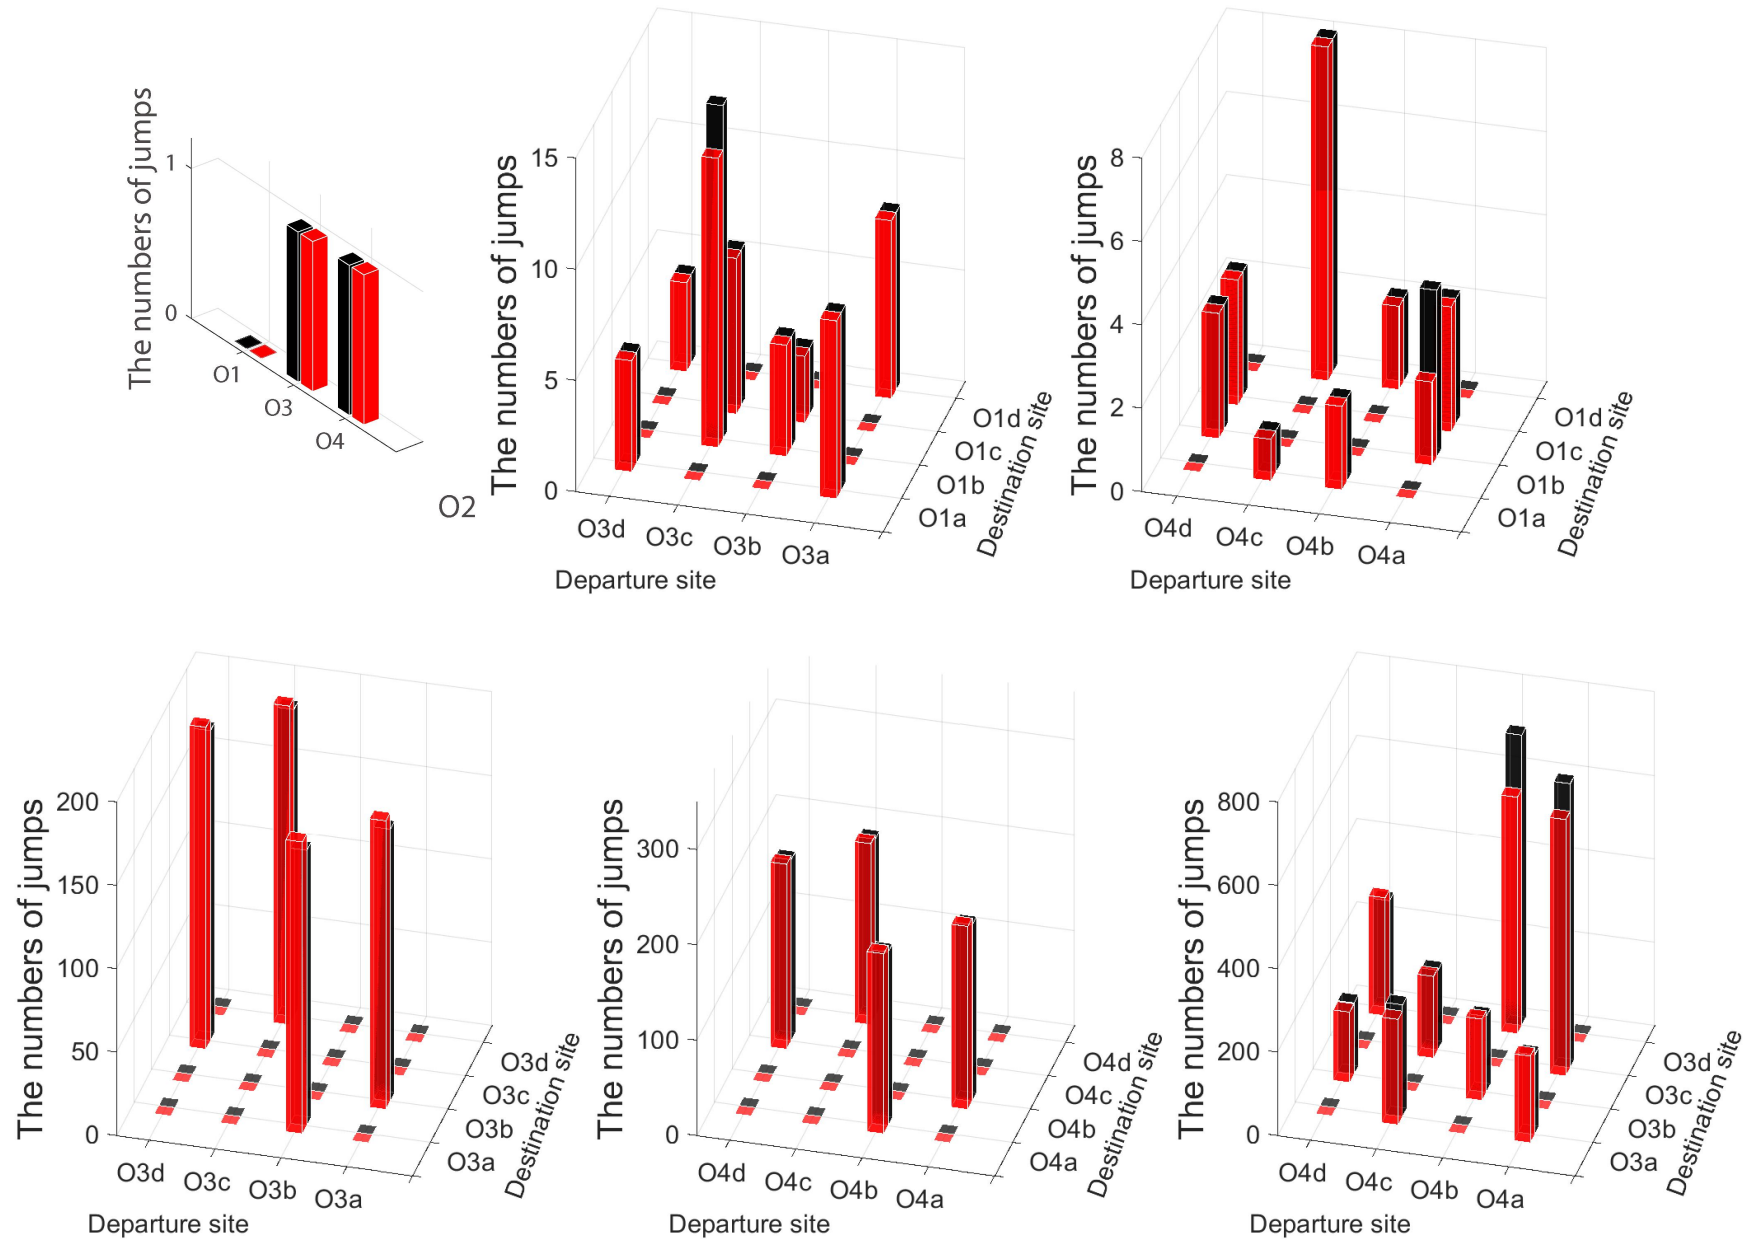 The numbers of jumps
1
0
O1
O3
O4
O2
The numbers of jumps
15
10
5
0
O3d
O3c
O3b
O3a
Departure site
O1d
O1c
O1b
O1a
Destination site
The numbers of jumps
8
6
4
2
0
O4d
O4c
O4b
O4a
Departure site
O1d
O1c
O1b
O1a
Destination site
The numbers of jumps
200
150
100
50
0
O3d
O3c
O3b
O3a
Departure site
O3d
O3c
O3b
O3a
Destination site
The numbers of jumps
300
200
100
0
O4d
O4c
O4b
O4a
Departure site
O4d
O4c
O4b
O4a
Destination site
The numbers of jumps
800
600
400
200
0
O4d
O4c
O4b
O4a
Departure site
O3d
O3c
O3b
O3a
Destination site